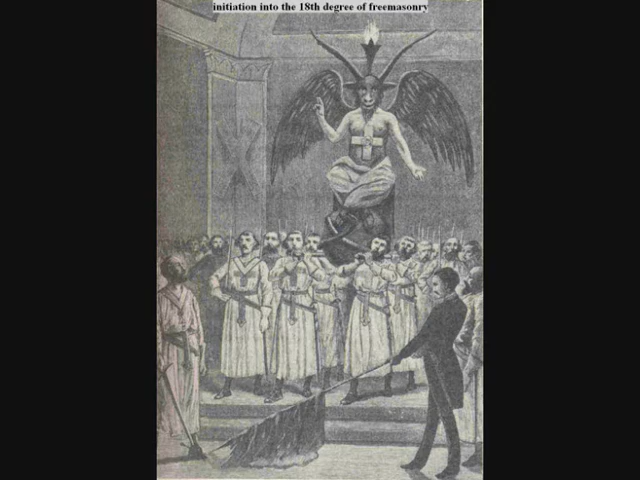 initiation into the 18th degree of freemasonry